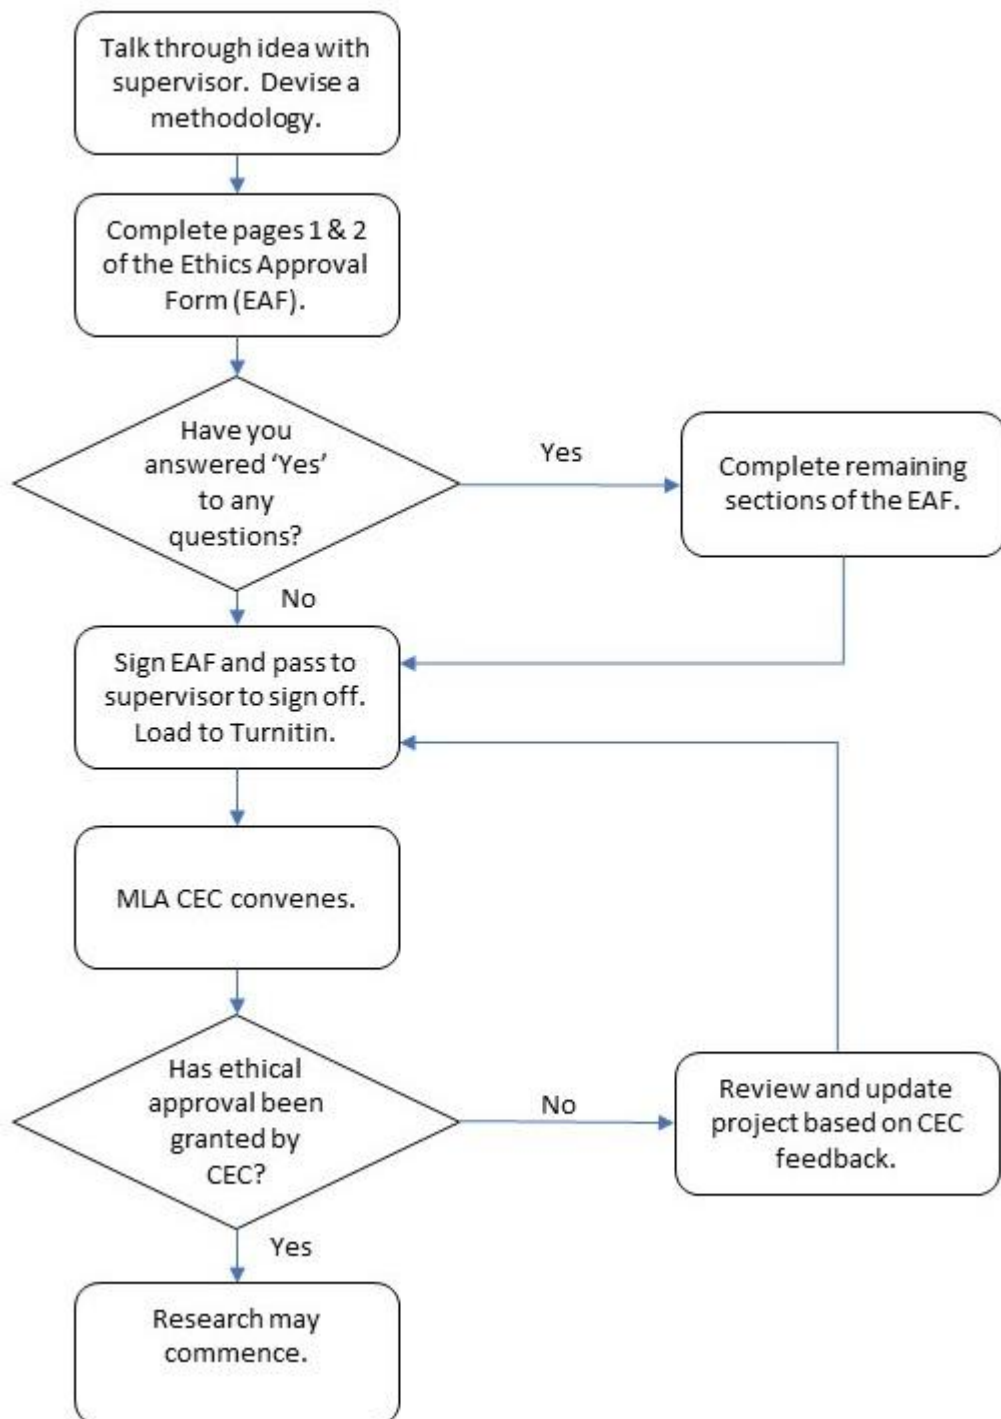 Talk through idea with
supervisor. Devise a
methodology.
Complete pages 1 & 2
of the Ethics Approval
Form (EAF).
Have you
answered ‘Yes’
to any
questions?
Yes
Complete remaining
sections of the EAF.
No
Sign EAF and pass to
supervisor to sign off.
Load to Turnitin.
MLA CEC convenes.
Has ethical
approval been
granted by
CEC?
No
Review and update
project based on CEC
feedback.
Yes
Research may
commence.